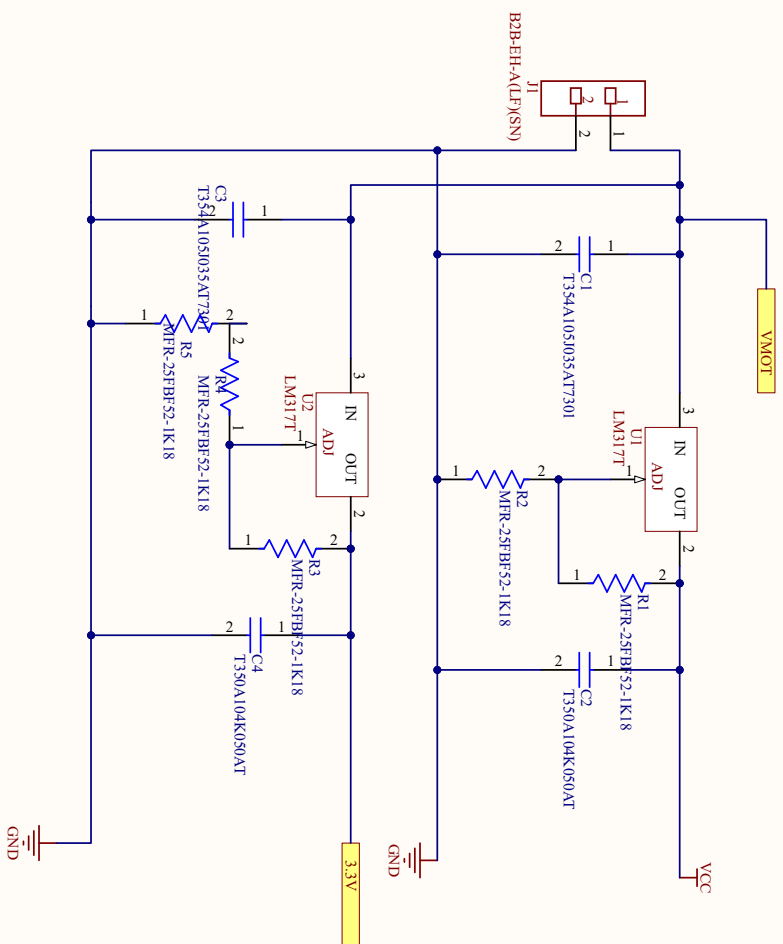 B2B-EH-A(LF)(SN)
J1
1
2
1
2
VMOT
C1
T354A105J035AT7301
1
2
C3
T354A105J035AT7301
1
2
U1
LM317T
IN
ADJ
OUT
3
1
2
U2
LM317T
IN
ADJ
OUT
3
1
2
R1
MFR-25FBF52-1K18
1
2
R2
MFR-25FBF52-1K18
1
2
R3
MFR-25FBF52-1K18
1
2
R4
MFR-25FBF52-1K18
1
2
R5
MFR-25FBF52-1K18
1
2
C2
T350A104K050AT
1
2
C4
T350A104K050AT
1
2
VCC
GND
3.3V
GND